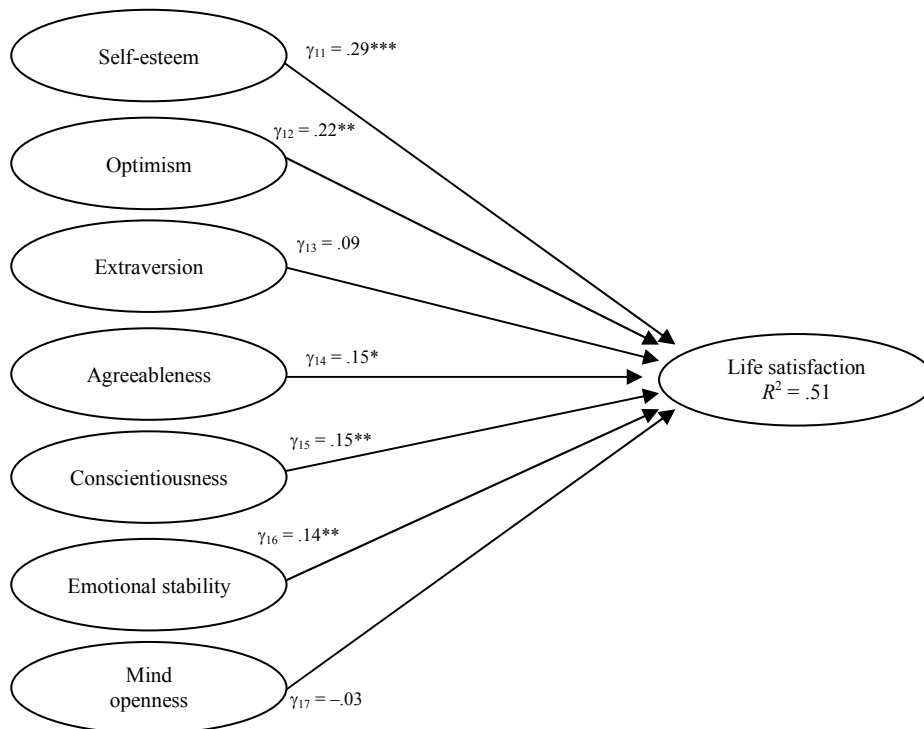 Self-esteem
γ₁₁ = .29***
Optimism
γ₁₂ = .22**
Extraversion
γ₁₃ = .09
Agreeableness
γ₁₄ = .15*
Conscientiousness
γ₁₅ = .15**
Emotional stability
γ₁₆ = .14**
Mind
openness
γ₁₇ = –.03
Life satisfaction
R² = .51